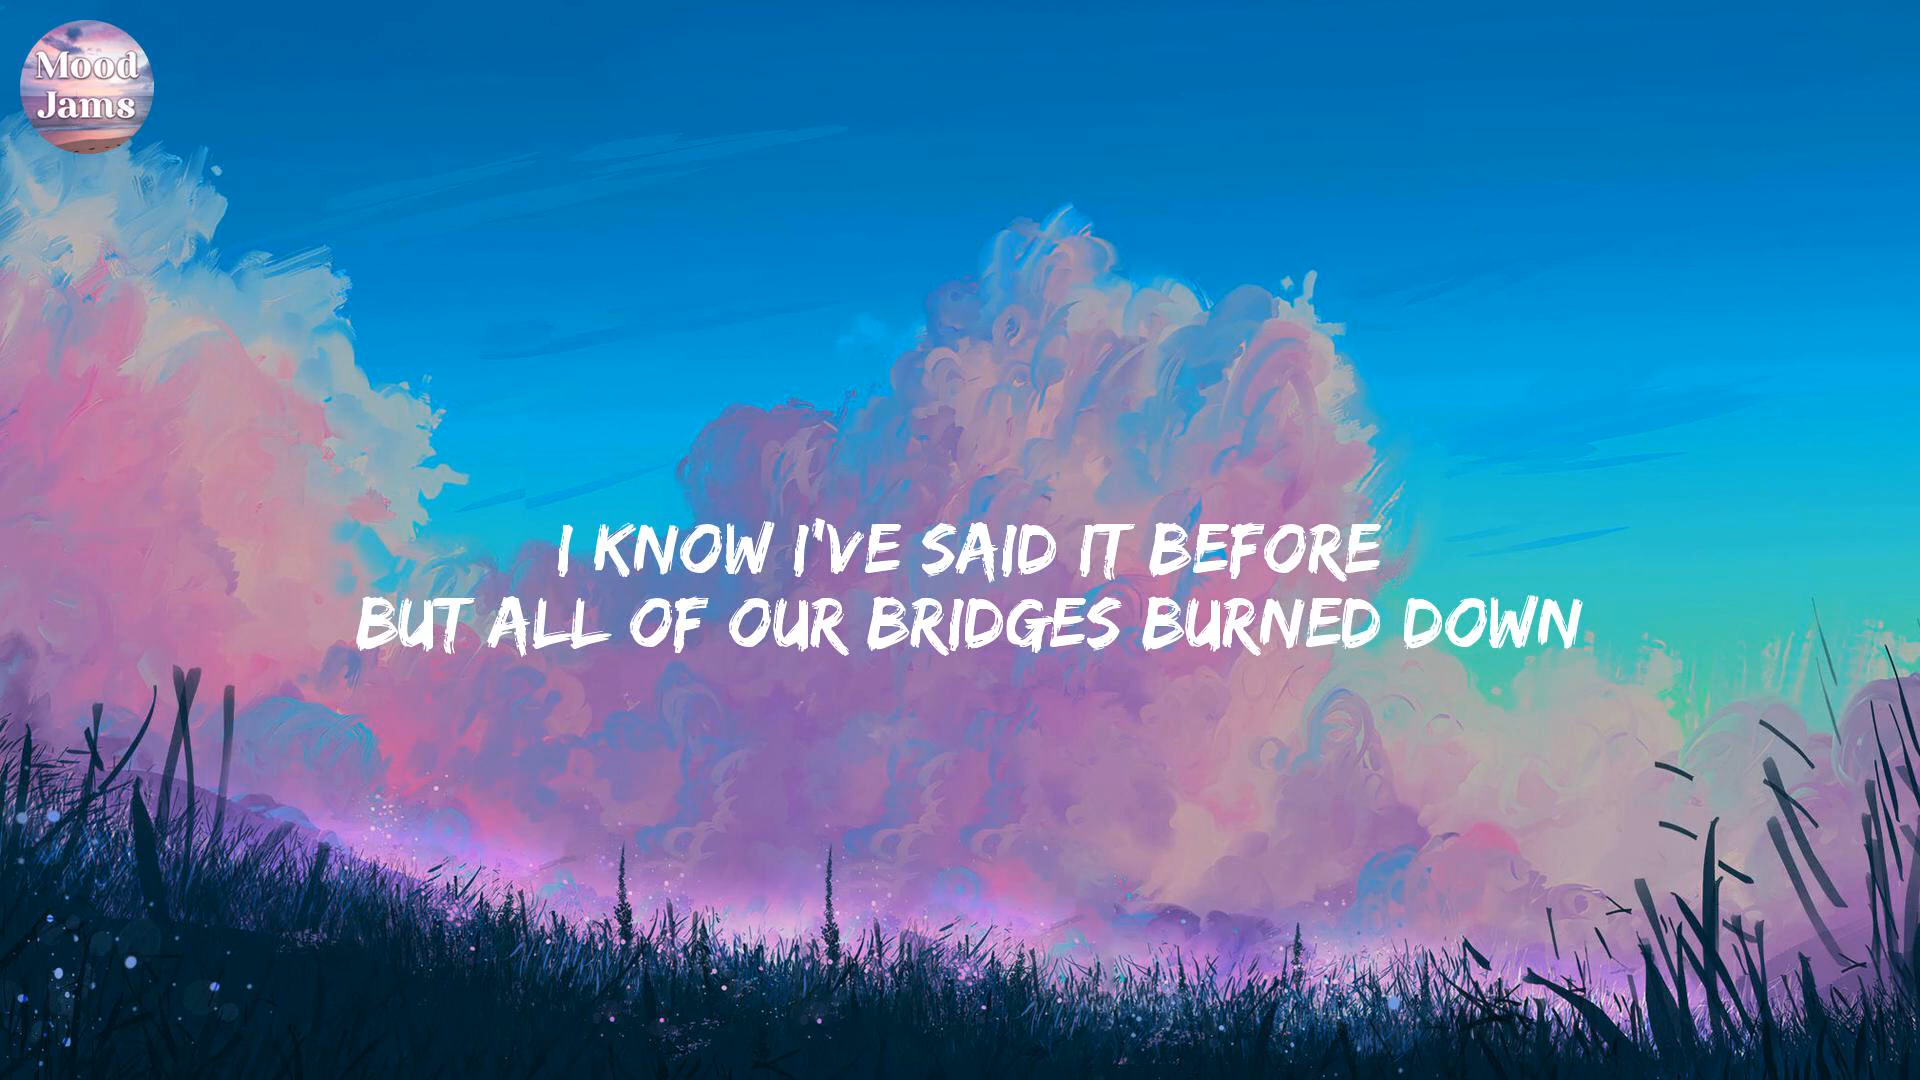 Mood
Jams
I KNOW I'VE SAID IT BEFORE
BUT ALL OF OUR BRIDGES BURNED DOWN